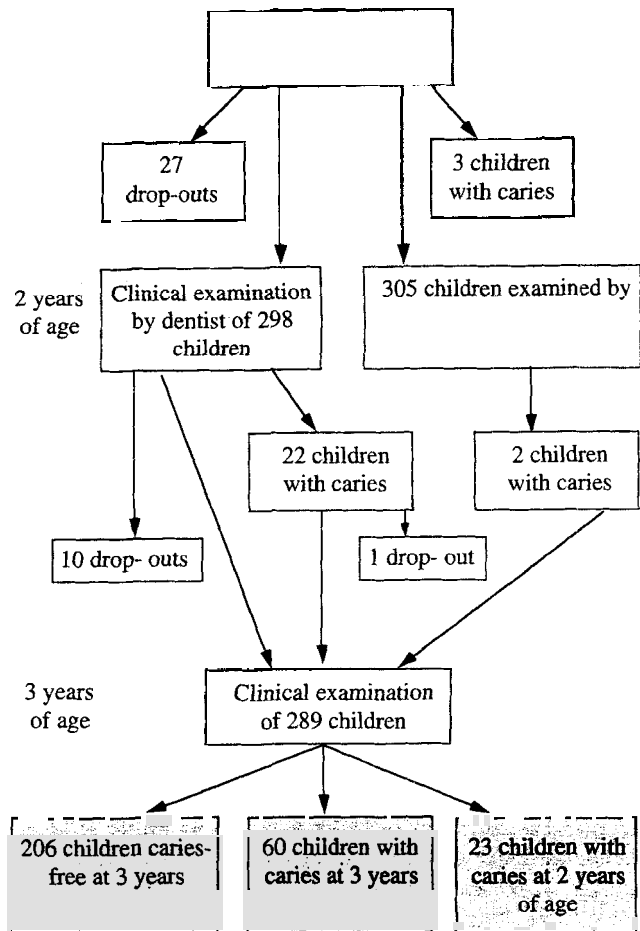 27
drop-outs
3 children
with caries
2 years
of age
Clinical examination
by dentist of 298
children
305 children examined by
22 children
with caries
2 children
with caries
10 drop- outs
1 drop- out
3 years
of age
Clinical examination
of 289 children
206 children caries-
free at 3 years
60 children with
caries at 3 years
23 children with
caries at 2 years
of age